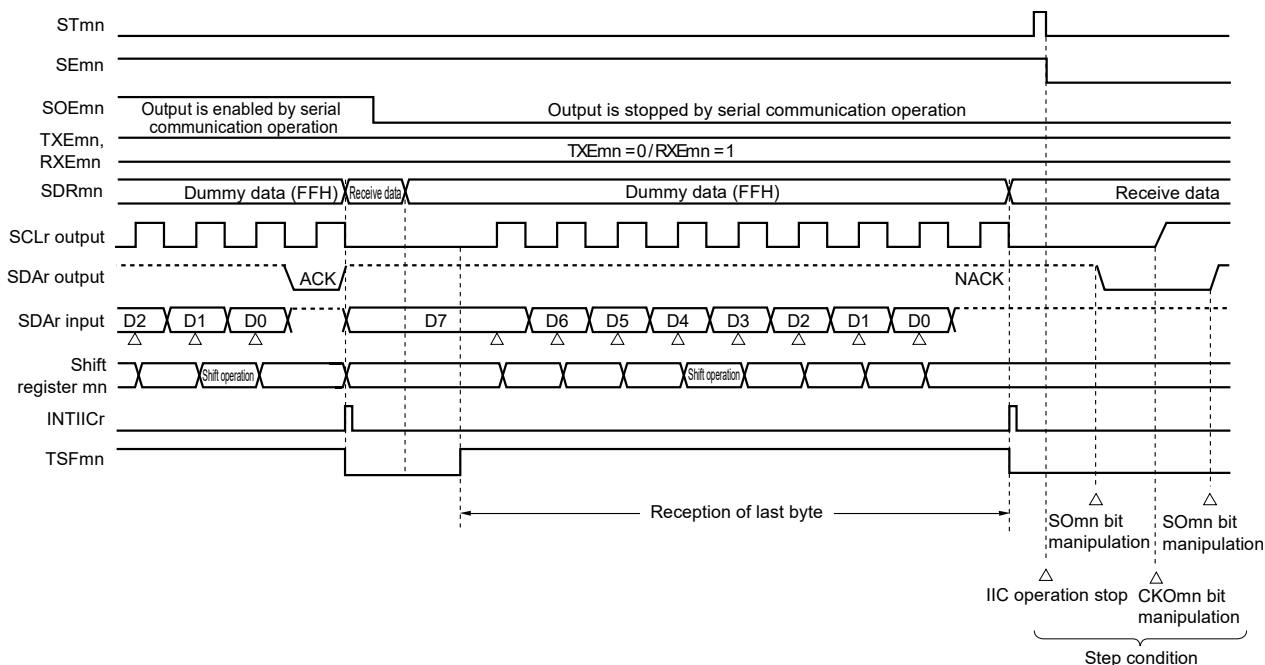 STmn
SEmn
SOEmn
Output is enabled by serial
communication operation
Output is stopped by serial communication operation
TXEmn,
RXEmn
TXEmn = 0 / RXEmn = 1
SDRmn
Dummy data (FFH)
Receive data
Dummy data (FFH)
Receive data
SCLr output
SDAr output
ACK
NACK
SDAr input
D2
D1
D0
D7
D6
D5
D4
D3
D2
D1
D0
Shift
register mn
Shift operation
Shift operation
INTIICr
TSFmn
Reception of last byte
SOmn bit
manipulation
SOmn bit
manipulation
IIC operation stop
CKOmn bit
manipulation
Step condition